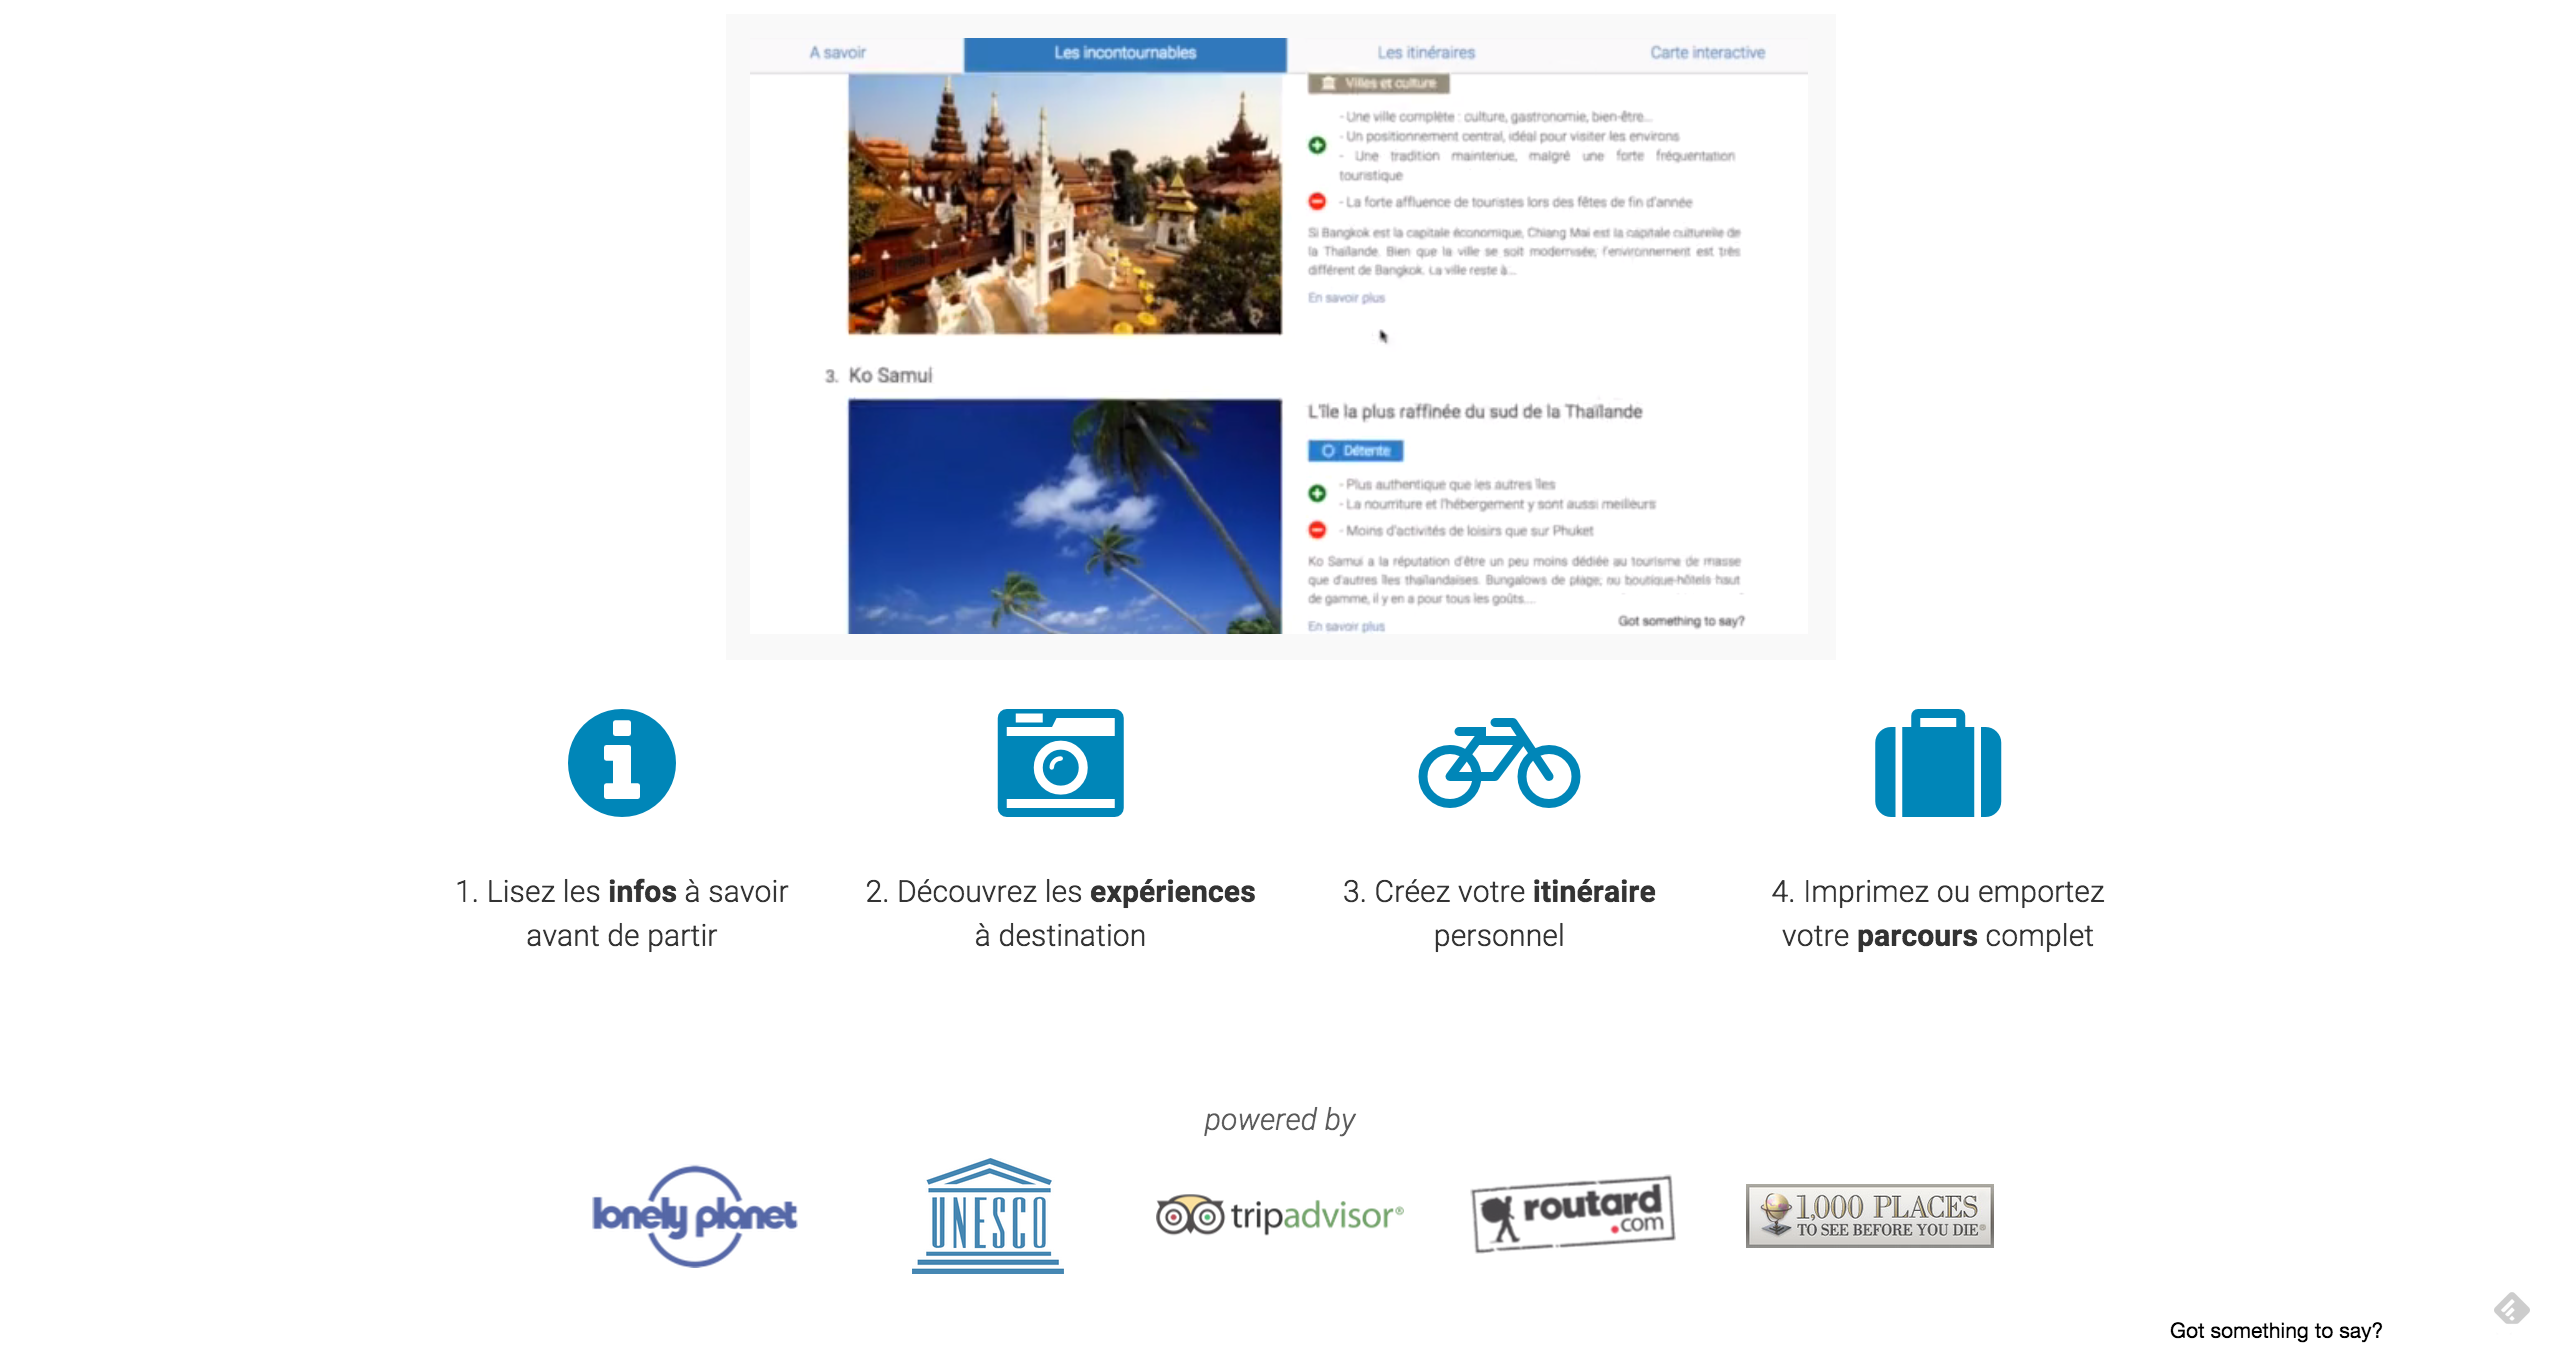 A savoir
Les incontournables
Les itinéraires
Carte interactive
Villes et culture
- Une ville complète : culture, gastronomie, bien-être...
- Un positionnement central, idéal pour visiter les environs
- Une tradition maintenue, malgré une forte fréquentation
touristique
- La forte affluence de touristes lors des fêtes de fin d'année
Si Bangkok est la capitale économique, Chiang Mai est la capitale culturelle de
la Thaïlande. Bien que la ville se soit modernisée, l'environnement est très
différent de Bangkok. La ville reste à...
En savoir plus
3. Ko Samui
L'île la plus raffinée du sud de la Thaïlande
Détente
- Plus authentique que les autres îles
- La nourriture et l'hébergement y sont aussi meilleurs
- Moins d'activités de loisirs que sur Phuket
Ko Samui a la réputation d'être un peu moins dédiée au tourisme de masse
que d'autres îles thaïlandaises. Bungalows de plage, ou boutique-hôtels haut
de gamme, il y en a pour tous les goûts....
En savoir plus
Got something to say?
1. Lisez les infos à savoir
avant de partir
2. Découvrez les expériences
à destination
3. Créez votre itinéraire
personnel
4. Imprimez ou emportez
votre parcours complet
powered by
lonely planet
UNESCO
tripadvisor®
routard
.com
1,000 PLACES
TO SEE BEFORE YOU DIE®
Got something to say?